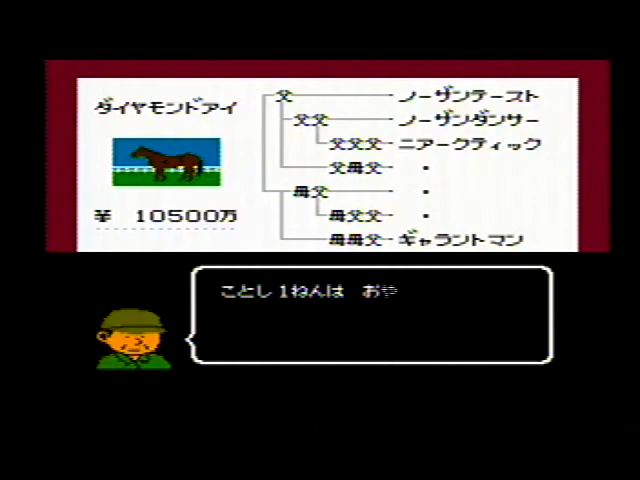 ダイヤモンドアイ
¥ 10500万
父 ノーザンテースト
父父 ノーザンダンサー
父父父 ニアークティック
父母父 ・
母父 ・
母父父 ・
母母父 ギャラントマン
ことし 1ねんは おや